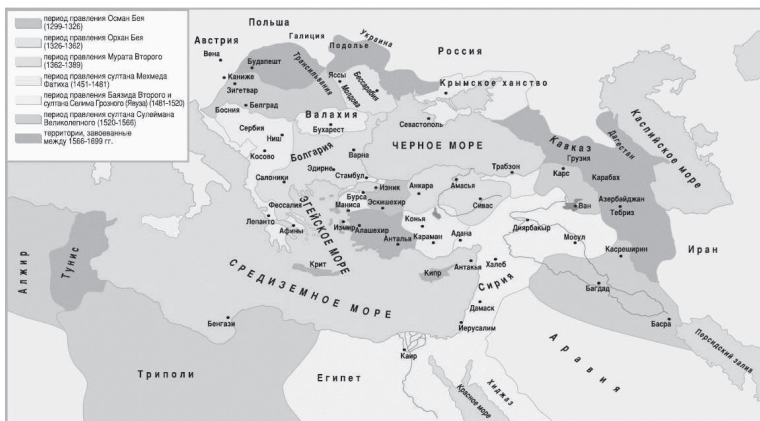 период правления Осман Бея
(1299-1326)
период правления Орхан Бея
(1326-1362)
период правления Мурата Второго
(1362-1389)
период правления султана Мехмеда
Фатиха (1451-1481)
период правления Баязида Второго и
султана Селима Грозного (Явуза) (1481-1520)
период правления султана Сулеймана
Великолепного (1520-1566)
территории, завоеванные
между 1566-1699 гг.
Польша
Галиция
Украина
Подолье
Россия
Австрия
Вена
Будапешт
Трансильвания
Яссы
Молдова
Бессарабия
Каниже
Зигетвар
Крымское ханство
Босния
Белград
Валахия
Бухарест
Севастополь
Сербия
Ниш
Косово
Болгария
Варна
ЧЕРНОЕ МОРЕ
Кавказ
Грузия
Дагестан
Каспийское море
Эдирне
Стамбул
Салоники
Изник
Бурса
Анкара
Амасья
Трабзон
Карс
Карабах
Фессалия
Маниса
Эскишехир
Сивас
Ван
Азербайджан
Тебриз
Лепанто
Афины
ЭГЕЙСКОЕ МОРЕ
Измир
Алашехир
Конья
Караман
Адана
Диярбакыр
Мосул
Анталья
Касреширин
Иран
Алжир
Тунис
Крит
Кипр
Антакья
Халеб
Сирия
СРЕДИЗЕМНОЕ МОРЕ
Дамаск
Багдад
Бенгази
Иерусалим
Басра
Каир
Персидский залив
Триполи
Египет
Аравия
Хиджаз
Красное море